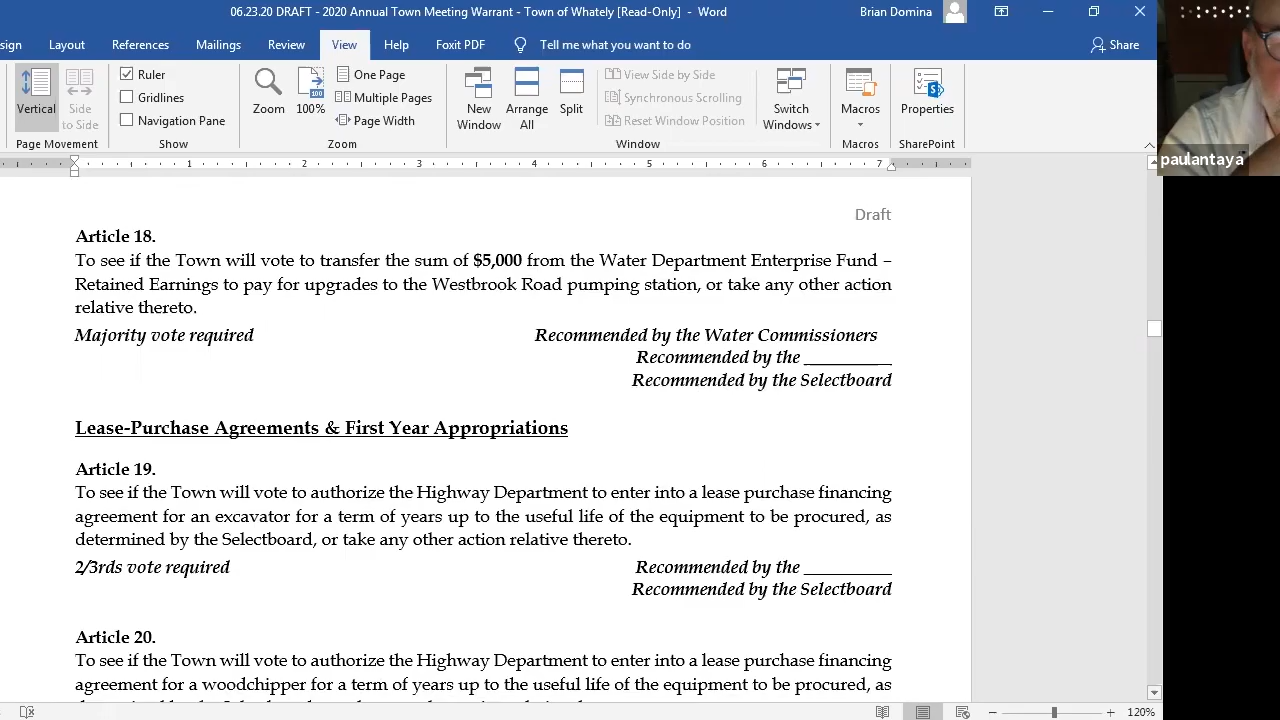 06.23.20 DRAFT - 2020 Annual Town Meeting Warrant - Town of Whately [Read-Only] - Word
Brian Domina
sign Layout References Mailings Review View Help Foxit PDF Tell me what you want to do Share
Vertical
Side to Side
Page Movement
Ruler
Gridlines
Navigation Pane
Show
Zoom
100%
One Page
Multiple Pages
Page Width
Zoom
New Window
Arrange All
Split
View Side by Side
Synchronous Scrolling
Reset Window Position
Window
Switch Windows
Macros
Macros
Properties
SharePoint
paulantaya
1 2 3 4 5 6 7
Draft
Article 18.
To see if the Town will vote to transfer the sum of $5,000 from the Water Department Enterprise Fund –
Retained Earnings to pay for upgrades to the Westbrook Road pumping station, or take any other action
relative thereto.
Majority vote required Recommended by the Water Commissioners
Recommended by the __________
Recommended by the Selectboard
Lease-Purchase Agreements & First Year Appropriations
Article 19.
To see if the Town will vote to authorize the Highway Department to enter into a lease purchase financing
agreement for an excavator for a term of years up to the useful life of the equipment to be procured, as
determined by the Selectboard, or take any other action relative thereto.
2/3rds vote required Recommended by the __________
Recommended by the Selectboard
Article 20.
To see if the Town will vote to authorize the Highway Department to enter into a lease purchase financing
agreement for a woodchipper for a term of years up to the useful life of the equipment to be procured, as
120%